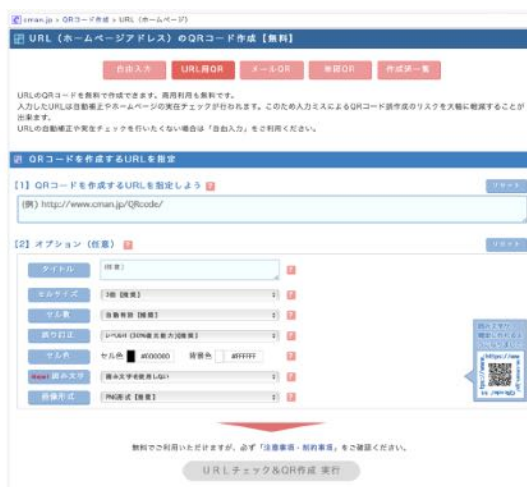 cman.jp > QRコード作成 > URL（ホームページ）
URL（ホームページアドレス）のQRコード作成【無料】
自由入力 URL用QR メールQR 地図QR 作成済一覧
URLのQRコードを無料で作成できます。商用利用も無料です。
入力したURLは自動補正やホームページの実在チェックが行われます。このため入力ミスによるQRコード誤作成のリスクを大幅に軽減することが
出来ます。
URLの自動補正や実在チェックを行いたくない場合は「自由入力」をご利用ください。
QRコードを作成するURLを指定
【1】QRコードを作成するURLを指定しよう ?
リセット
(例) http://www.cman.jp/QRcode/
【2】オプション（任意） ?
リセット
タイトル (任意) ?
セルサイズ 3倍【推奨】 ?
セル数 自動有効【推奨】 ?
誤り訂正 レベルH (30%復元能力)【推奨】 ?
セル色 セル色 #000000 背景色 #FFFFFF ?
New! 囲み文字 囲み文字を使用しない ?
画像形式 PNG形式【推奨】 ?
囲み文字が
無料でご利用いただけますが、必ず「注意事項・制約事項」をご確認ください。
URLチェック&QR作成 実行